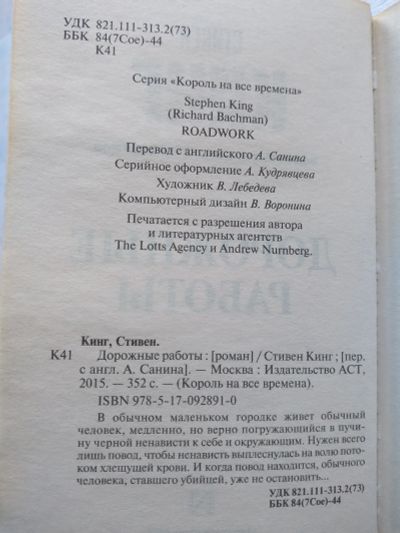 УДК 821.111-313.2(73)
ББК 84(7Сое)-44
К41
Серия «Король на все времена»
Stephen King
(Richard Bachman)
ROADWORK
Перевод с английского А. Санина
Серийное оформление А. Кудрявцева
Художник В. Лебедева
Компьютерный дизайн В. Воронина
Печатается с разрешения автора
и литературных агентств
The Lotts Agency и Andrew Nurnberg.
Кинг, Стивен.
К41 Дорожные работы : [роман] / Стивен Кинг ; [пер.
с англ. А. Санина]. — Москва : Издательство АСТ,
2015. — 352 с. — (Король на все времена).
ISBN 978-5-17-092891-0
В обычном маленьком городке живет обычный
человек, медленно, но верно погружающийся в пучи-
ну черной ненависти к себе и окружающим. Нужен всего
лишь повод, чтобы ненависть выплеснулась на волю пото-
ком хлещущей крови. И когда повод находится, обычного
человека, ставшего убийцей, уже не остановить...
УДК 821.111-313.2(73)
ББК 84(7Сое)-44